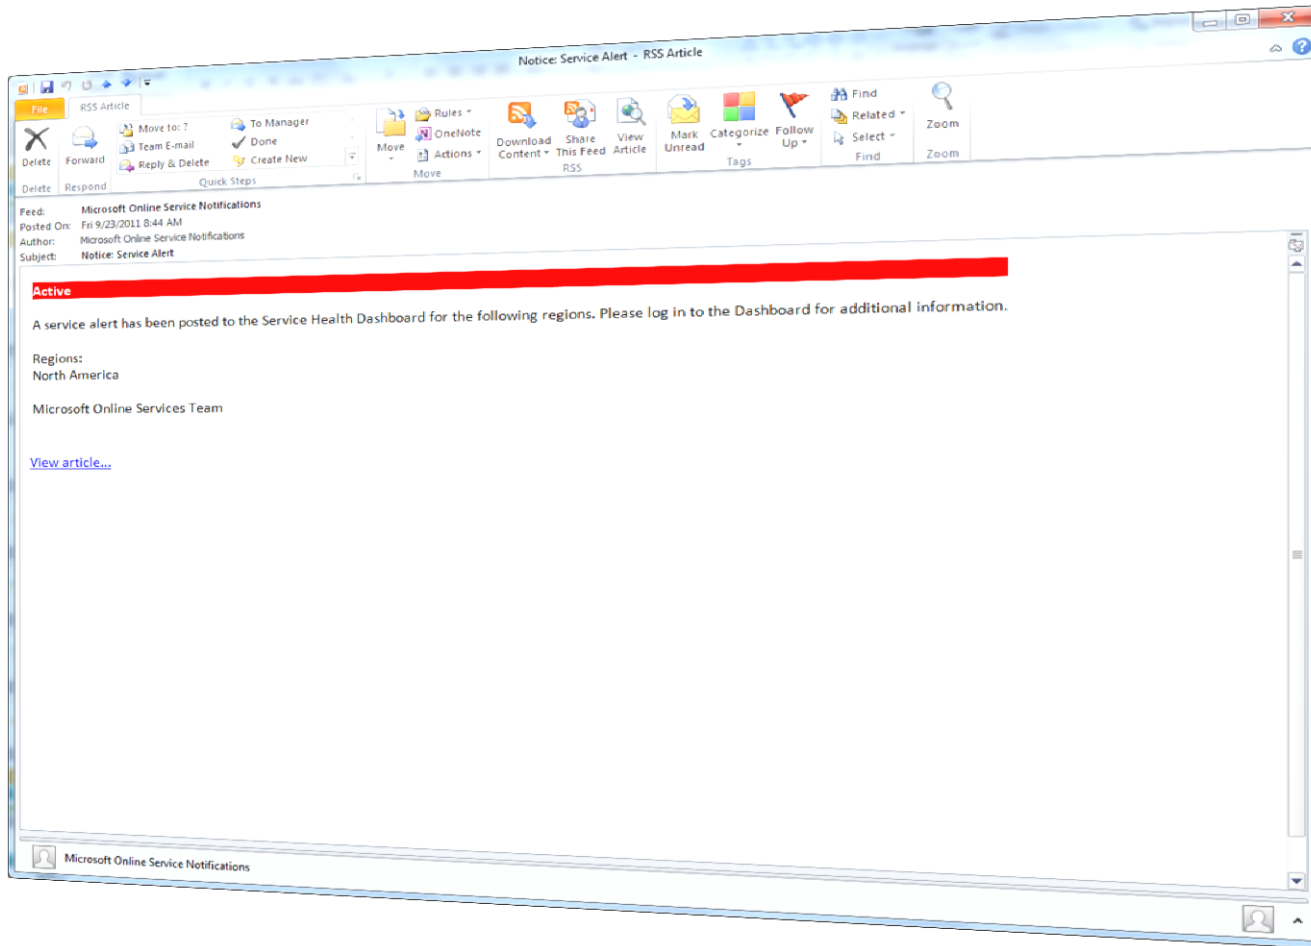 Notice: Service Alert - RSS Article
File
RSS Article
Delete
Forward
Move to: ?
To Manager
Team E-mail
Done
Reply & Delete
Create New
Move
Rules
OneNote
Actions
Download Content
Share This Feed
View Article
Mark Unread
Categorize
Follow Up
Find
Related
Select
Zoom
Delete
Respond
Quick Steps
Move
RSS
Tags
Find
Zoom
Feed: Microsoft Online Service Notifications
Posted On: Fri 9/23/2011 8:44 AM
Author: Microsoft Online Service Notifications
Subject: Notice: Service Alert
Active
A service alert has been posted to the Service Health Dashboard for the following regions. Please log in to the Dashboard for additional information.
Regions:
North America
Microsoft Online Services Team
View article...
Microsoft Online Service Notifications